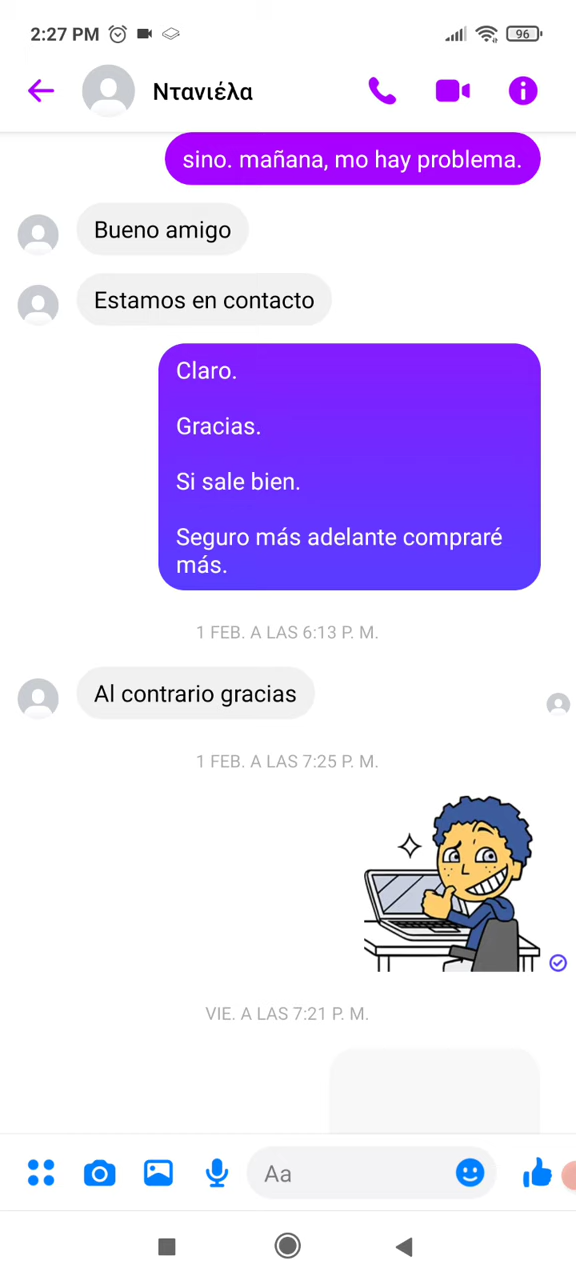 2:27 PM
96
Ντανιέλα
sino. mañana, mo hay problema.
Bueno amigo
Estamos en contacto
Claro.
Gracias.
Si sale bien.
Seguro más adelante compraré
más.
1 FEB. A LAS 6:13 P. M.
Al contrario gracias
1 FEB. A LAS 7:25 P. M.
VIE. A LAS 7:21 P. M.
Aa